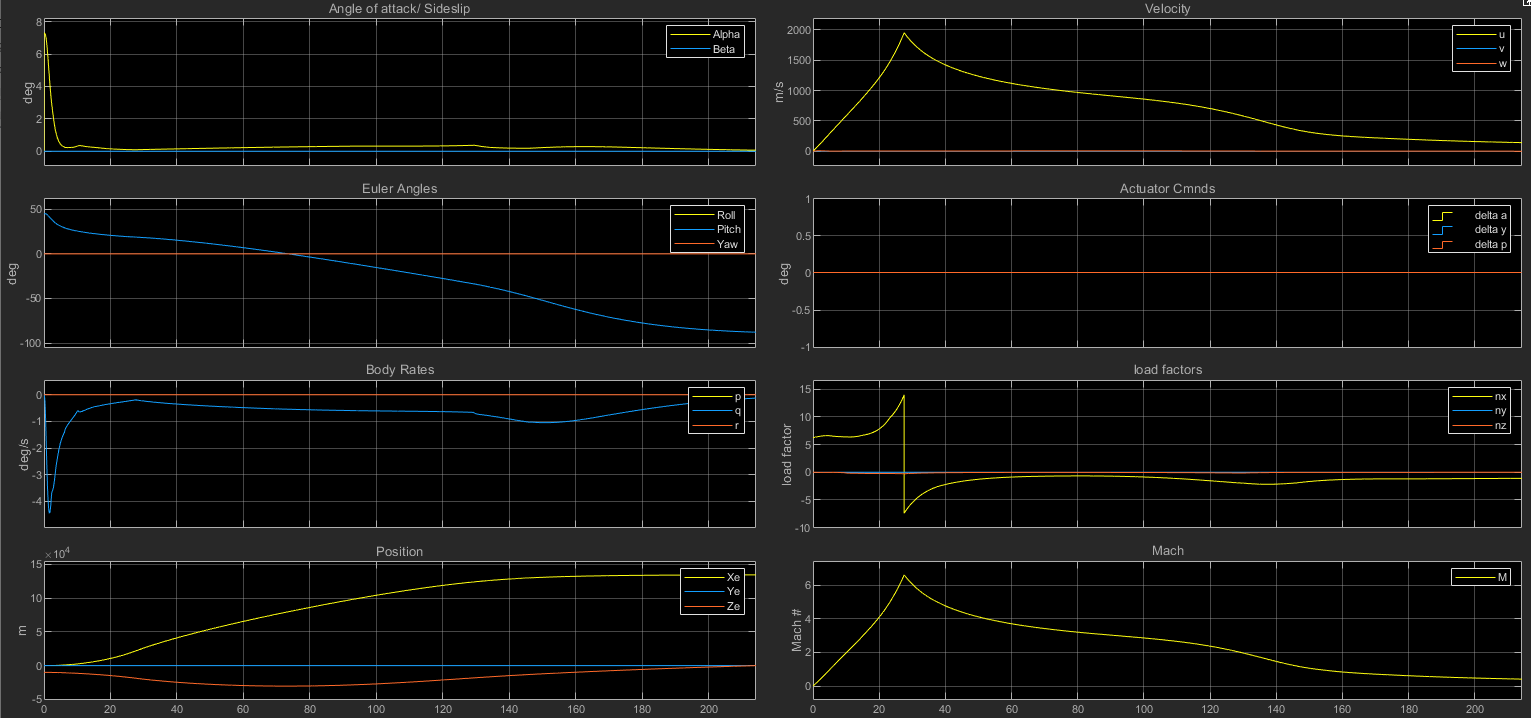 Angle of attack/ Sideslip
8
6
4
2
0
deg
Alpha
Beta
Velocity
2000
1500
1000
500
0
m/s
u
v
w
Euler Angles
50
0
-50
-100
deg
Roll
Pitch
Yaw
Actuator Cmnds
1
0.5
0
-0.5
-1
deg
delta a
delta y
delta p
Body Rates
0
-1
-2
-3
-4
deg/s
p
q
r
load factors
15
10
5
0
-5
-10
load factor
nx
ny
nz
Position
×10⁴
15
10
5
0
-5
m
Xe
Ye
Ze
0 20 40 60 80 100 120 140 160 180 200
Mach
6
4
2
0
Mach #
M
0 20 40 60 80 100 120 140 160 180 200